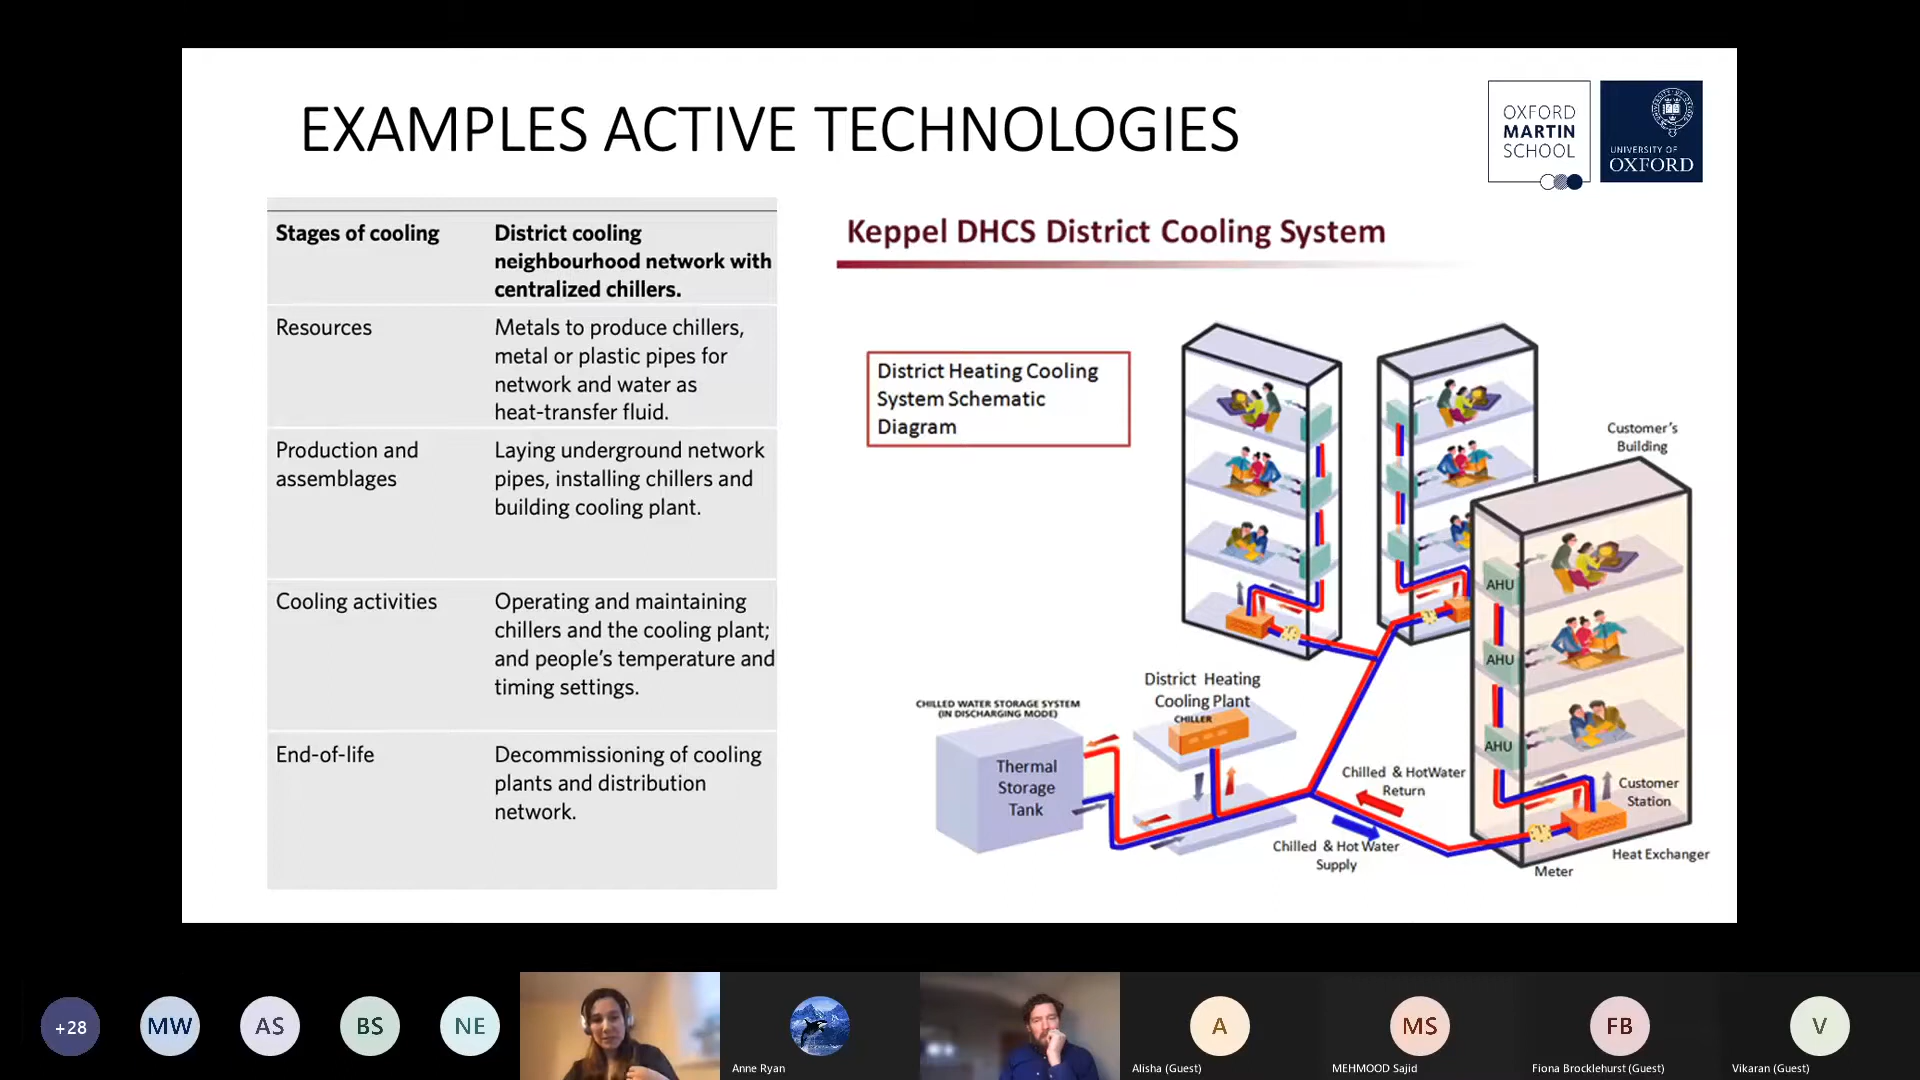 EXAMPLES ACTIVE TECHNOLOGIES
OXFORD
MARTIN
SCHOOL
UNIVERSITY OF
OXFORD
Stages of cooling
District cooling
neighbourhood network with
centralized chillers.
Resources
Metals to produce chillers,
metal or plastic pipes for
network and water as
heat-transfer fluid.
Production and
assemblages
Laying underground network
pipes, installing chillers and
building cooling plant.
Cooling activities
Operating and maintaining
chillers and the cooling plant;
and people's temperature and
timing settings.
End-of-life
Decommissioning of cooling
plants and distribution
network.
Keppel DHCS District Cooling System
District Heating Cooling
System Schematic
Diagram
Customer's
Building
AHU
AHU
AHU
District Heating
Cooling Plant
CHILLER
CHILLED WATER STORAGE SYSTEM
(IN DISCHARGING MODE)
Thermal
Storage
Tank
Chilled & HotWater
Return
Chilled & Hot Water
Supply
Customer
Station
Heat Exchanger
Meter
+28
MW
AS
BS
NE
Anne Ryan
A
Alisha (Guest)
MS
MEHMOOD Sajid
FB
Fiona Brocklehurst (Guest)
V
Vikaran (Guest)